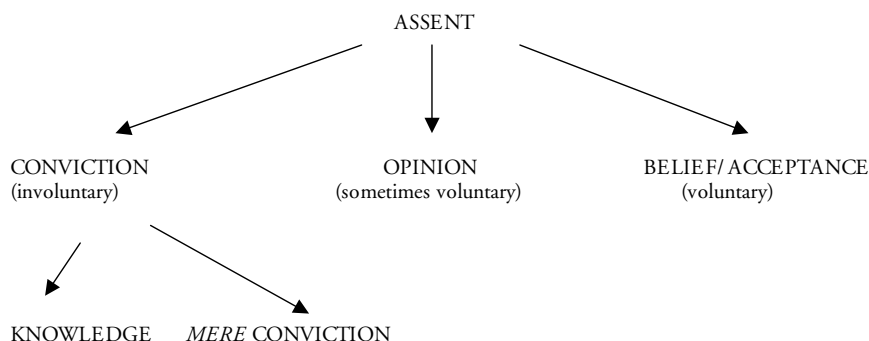 ASSENT
CONVICTION OPINION BELIEF/ ACCEPTANCE
(involuntary) (sometimes voluntary) (voluntary)
KNOWLEDGE MERE CONVICTION